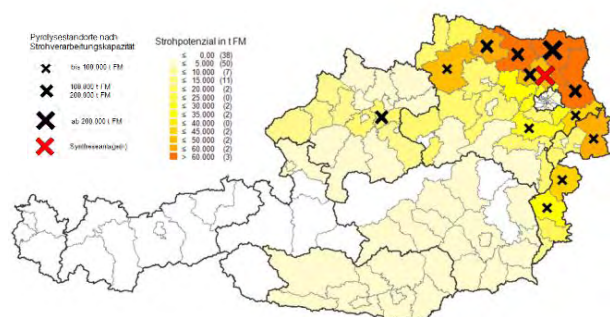 Pyrolysestandorte nach
Strohverarbeitungskapazität
bis 100.000 t FM
100.000 t FM
200.000 t FM
ab 200.000 t FM
Syntheseanlage(n)
Strohpotenzial in t FM
≤ 0.00 (38)
≤ 5.000 (50)
≤ 10.000 (7)
≤ 15.000 (11)
≤ 20.000 (2)
≤ 25.000 (2)
≤ 30.000 (2)
≤ 35.000 (2)
≤ 40.000 (0)
≤ 45.000 (2)
≤ 50.000 (2)
≤ 60.000 (2)
> 60.000 (3)